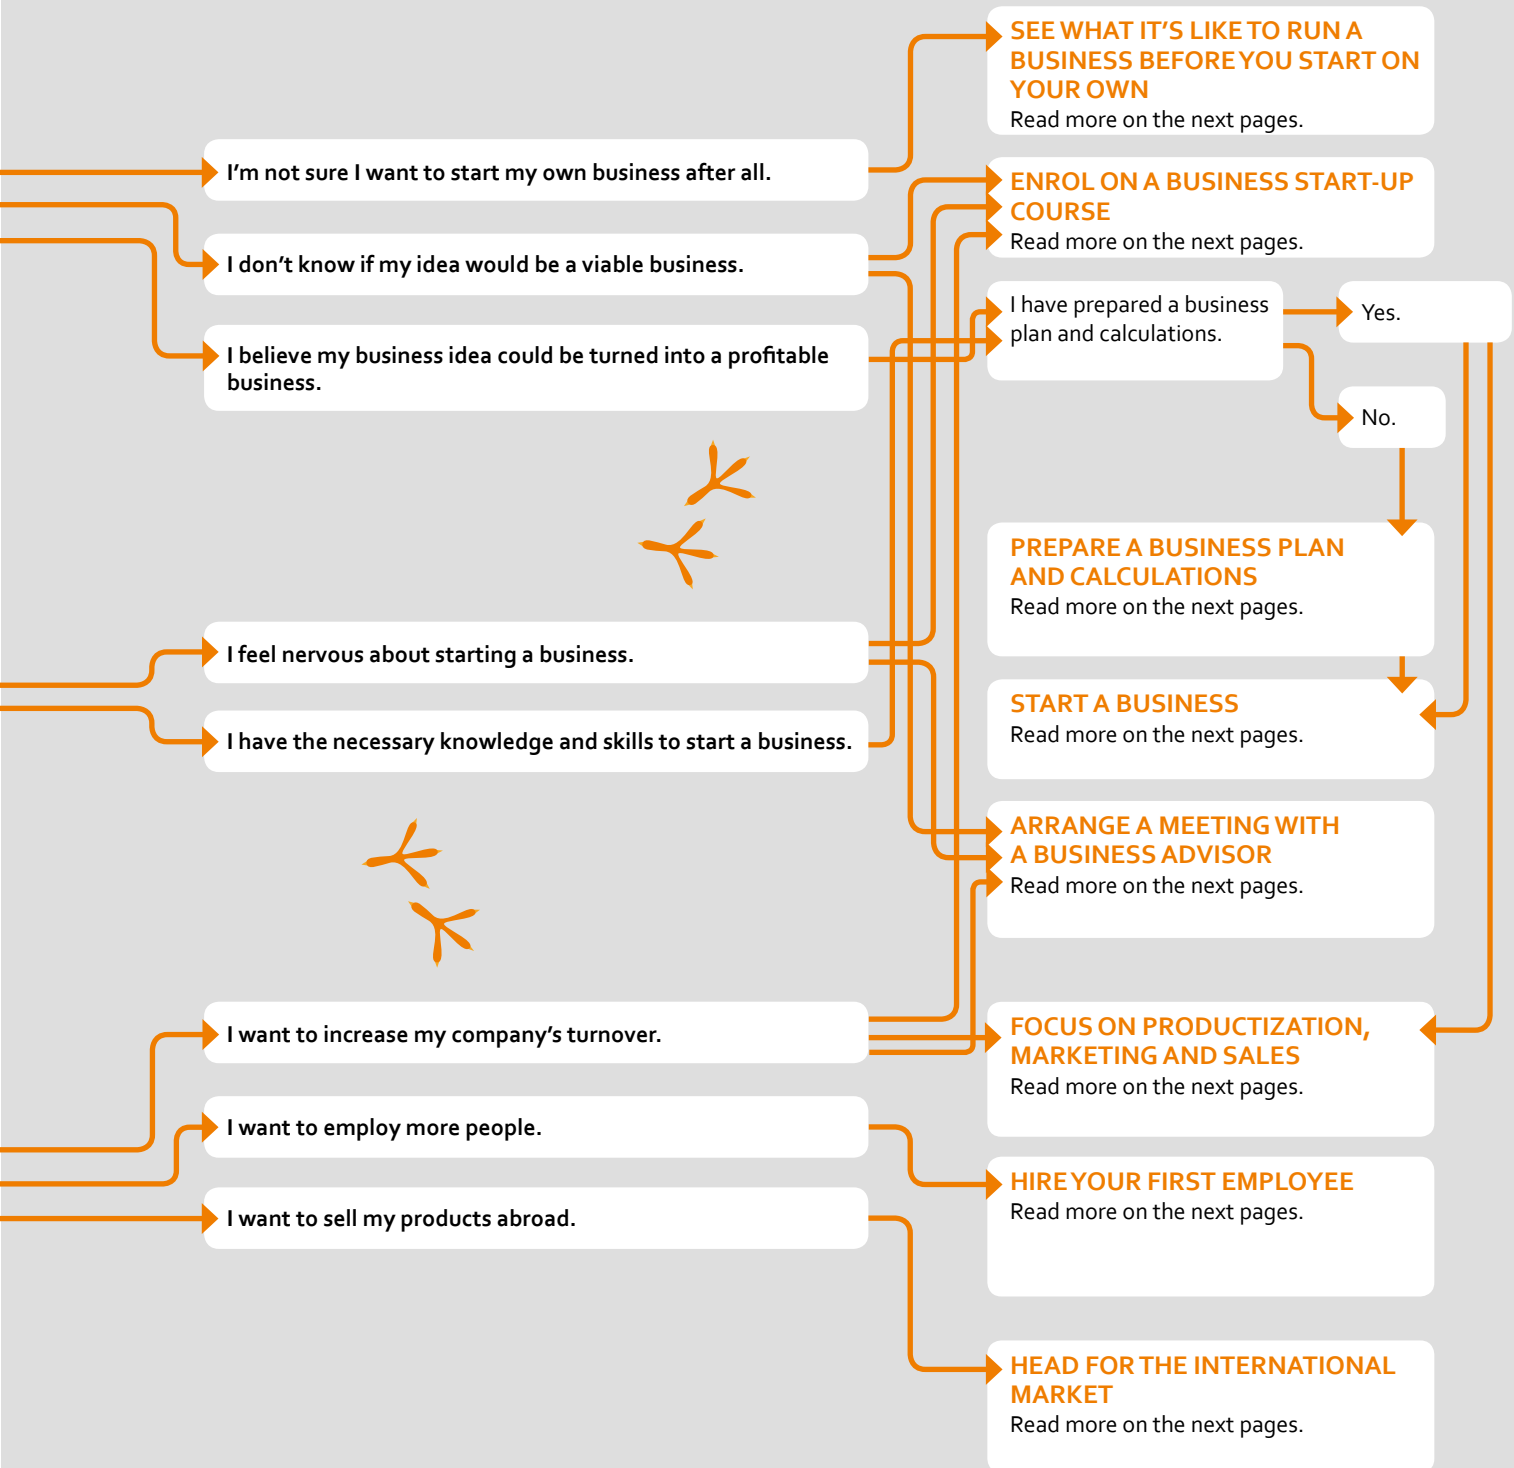 SEE WHAT IT’S LIKE TO RUN A
BUSINESS BEFORE YOU START ON
YOUR OWN
Read more on the next pages.
I’m not sure I want to start my own business after all.
ENROL ON A BUSINESS START-UP
COURSE
Read more on the next pages.
I don’t know if my idea would be a viable business.
I have prepared a business
plan and calculations.
Yes.
I believe my business idea could be turned into a profitable
business.
No.
PREPARE A BUSINESS PLAN
AND CALCULATIONS
Read more on the next pages.
I feel nervous about starting a business.
START A BUSINESS
Read more on the next pages.
I have the necessary knowledge and skills to start a business.
ARRANGE A MEETING WITH
A BUSINESS ADVISOR
Read more on the next pages.
I want to increase my company’s turnover.
FOCUS ON PRODUCTIZATION,
MARKETING AND SALES
Read more on the next pages.
I want to employ more people.
HIRE YOUR FIRST EMPLOYEE
Read more on the next pages.
I want to sell my products abroad.
HEAD FOR THE INTERNATIONAL
MARKET
Read more on the next pages.